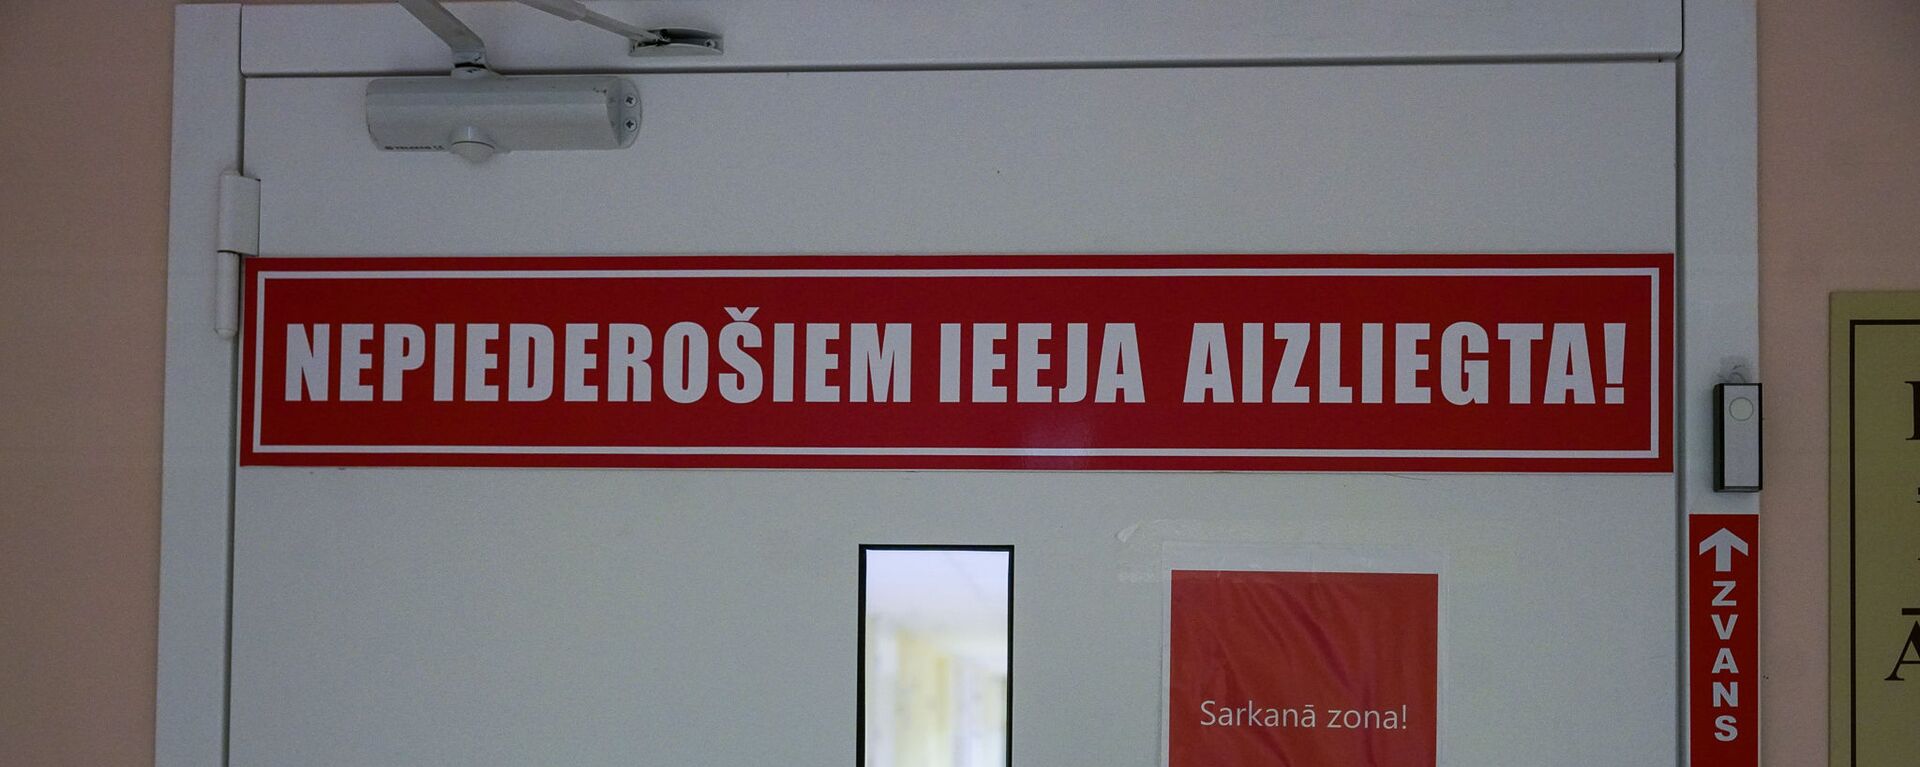 NEPIEDEROŠIEM IEEJA AIZLIEGTA!
Sarkanā zona!
ZVANS